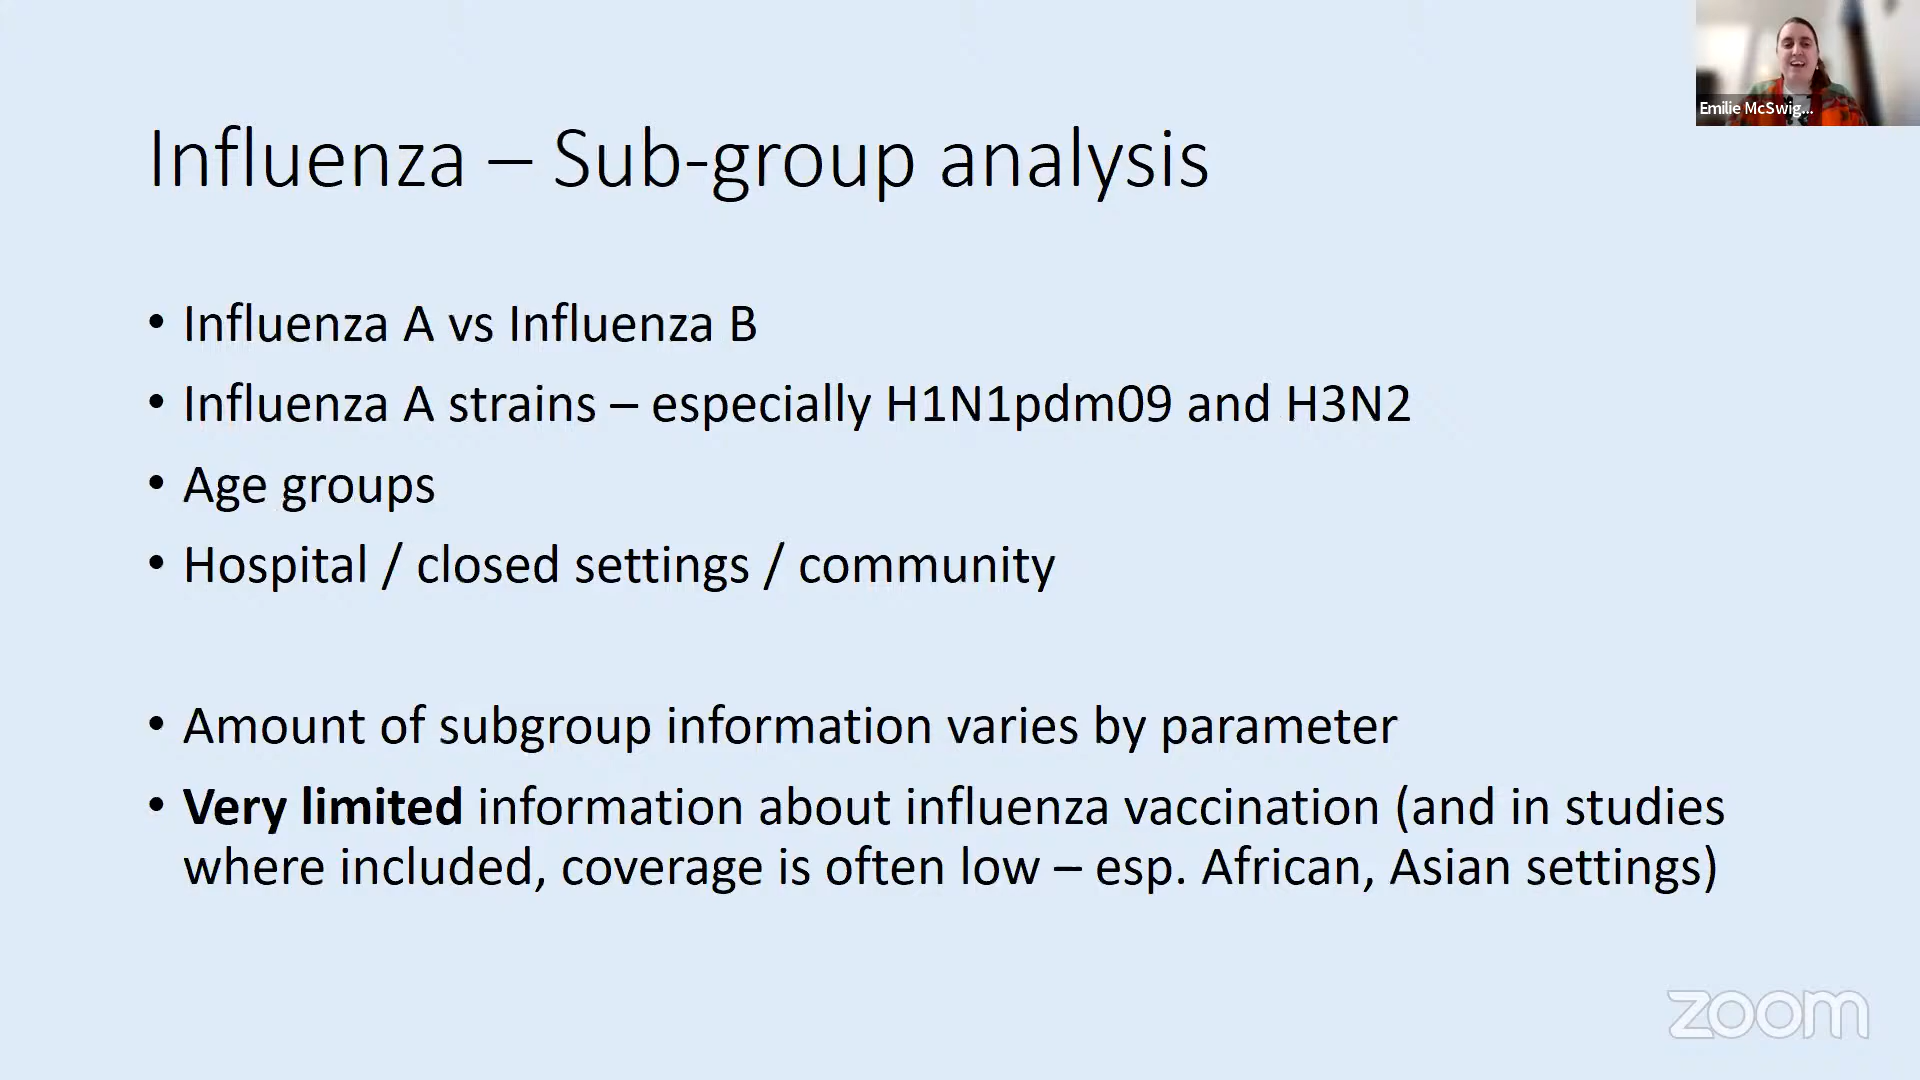 Emilie McSwig...
Influenza – Sub-group analysis
• Influenza A vs Influenza B
• Influenza A strains – especially H1N1pdm09 and H3N2
• Age groups
• Hospital / closed settings / community
• Amount of subgroup information varies by parameter
• Very limited information about influenza vaccination (and in studies
where included, coverage is often low – esp. African, Asian settings)
zoom